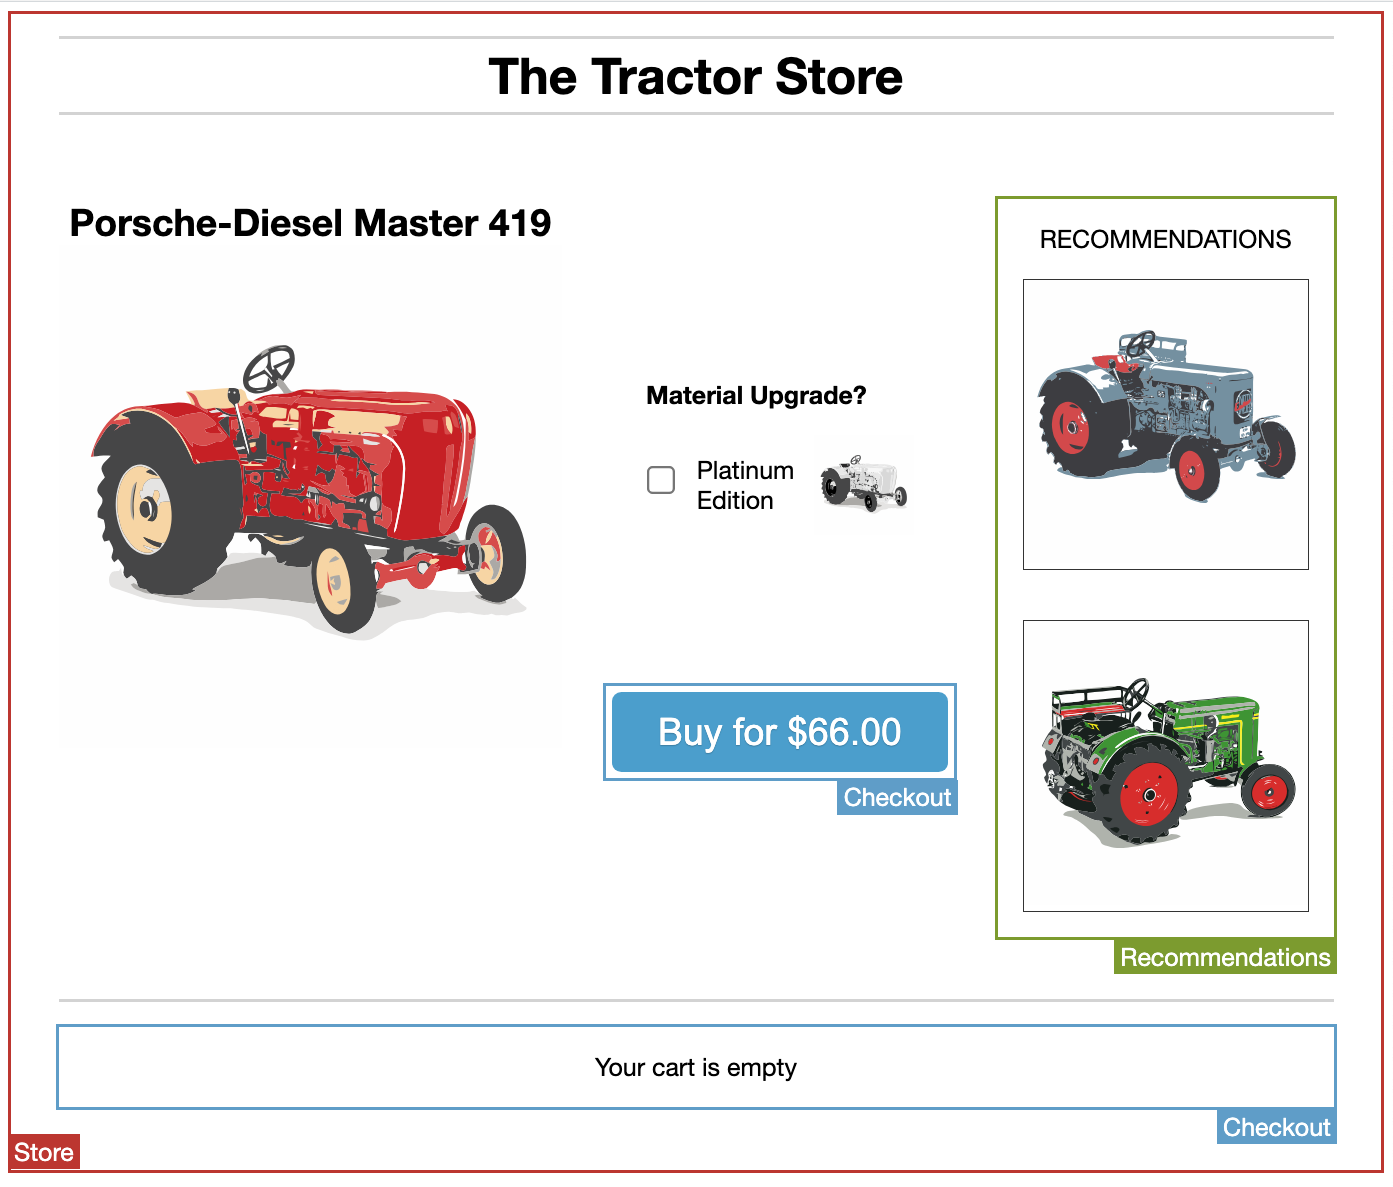 The Tractor Store
Porsche-Diesel Master 419
Material Upgrade?
Platinum
Edition
Buy for $66.00
Checkout
RECOMMENDATIONS
Recommendations
Your cart is empty
Checkout
Store